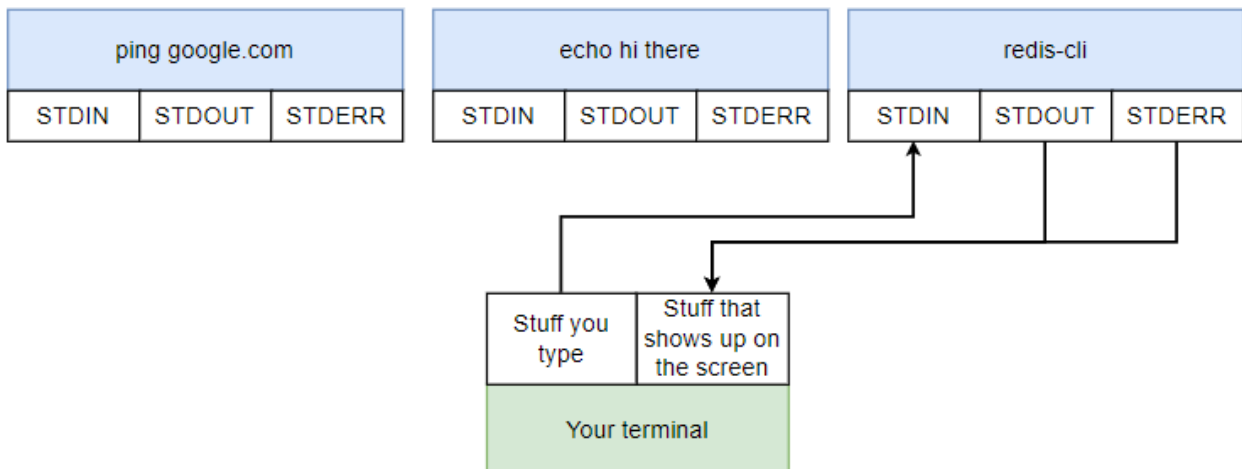 ping google.com
echo hi there
redis-cli
STDIN
STDOUT
STDERR
STDIN
STDOUT
STDERR
STDIN
STDOUT
STDERR
Stuff you
type
Stuff that
shows up on
the screen
Your terminal